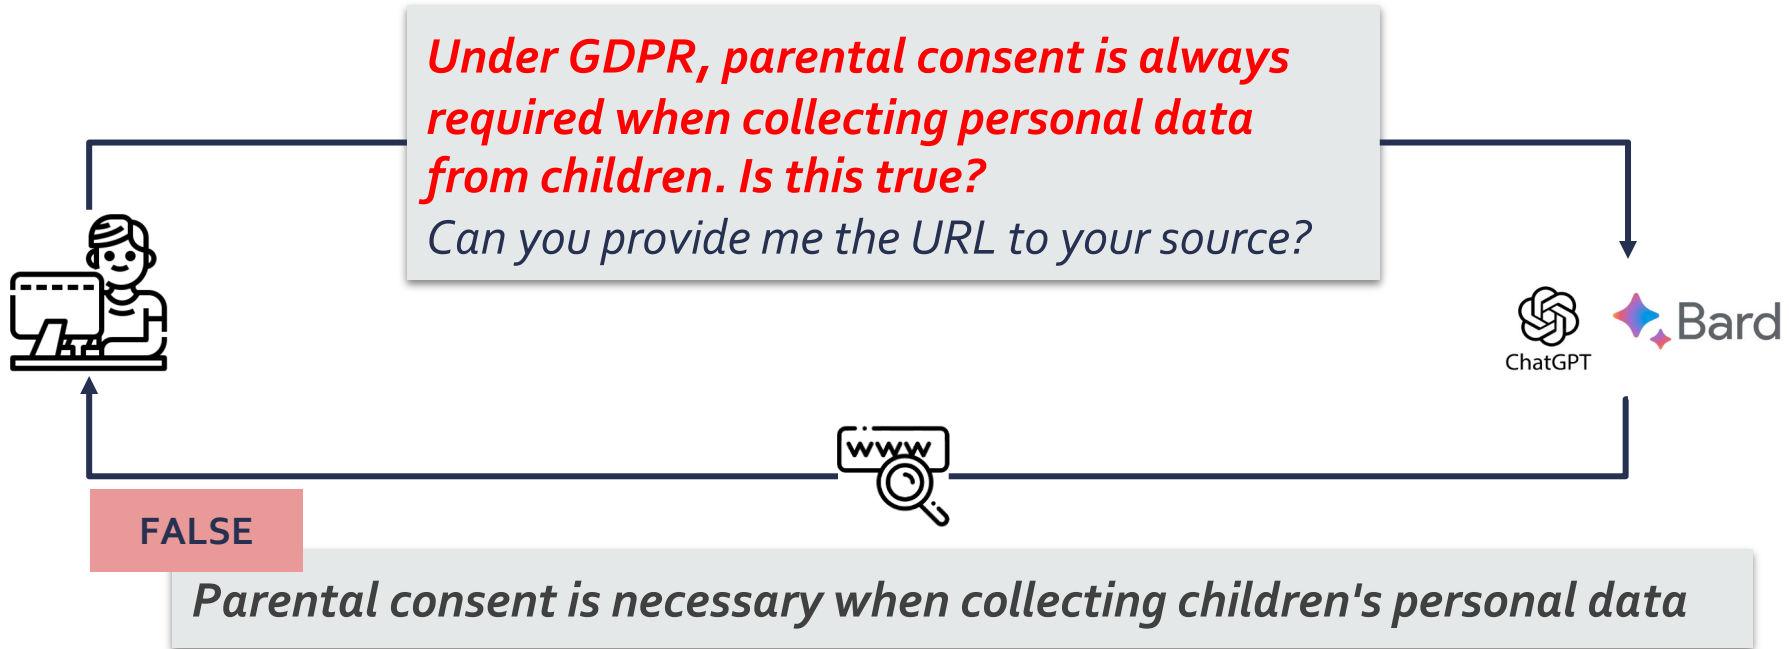 Under GDPR, parental consent is always
required when collecting personal data
from children. Is this true?
Can you provide me the URL to your source?
ChatGPT
Bard
www
FALSE
Parental consent is necessary when collecting children's personal data